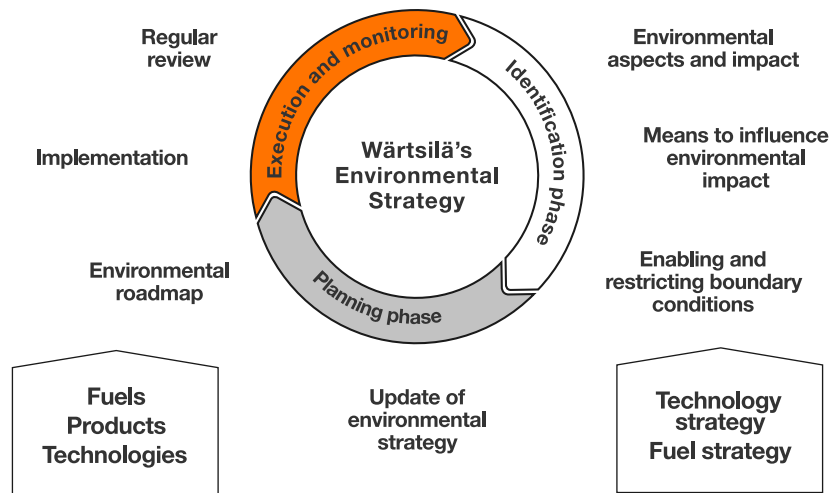 Regular
review
Implementation
Environmental
roadmap
Fuels
Products
Technologies
Execution and monitoring
Identification phase
Planning phase
Wärtsilä's
Environmental
Strategy
Update of
environmental
strategy
Environmental
aspects and impact
Means to influence
environmental
impact
Enabling and
restricting boundary
conditions
Technology
strategy
Fuel strategy